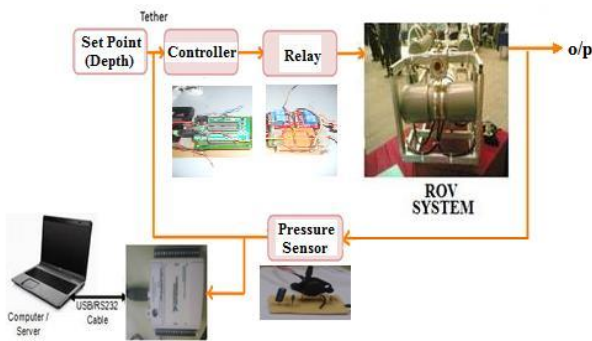 Tether
Set Point
(Depth)
Controller
Relay
o/p
ROV
SYSTEM
Pressure
Sensor
USB/RS232
Cable
Computer /
Server